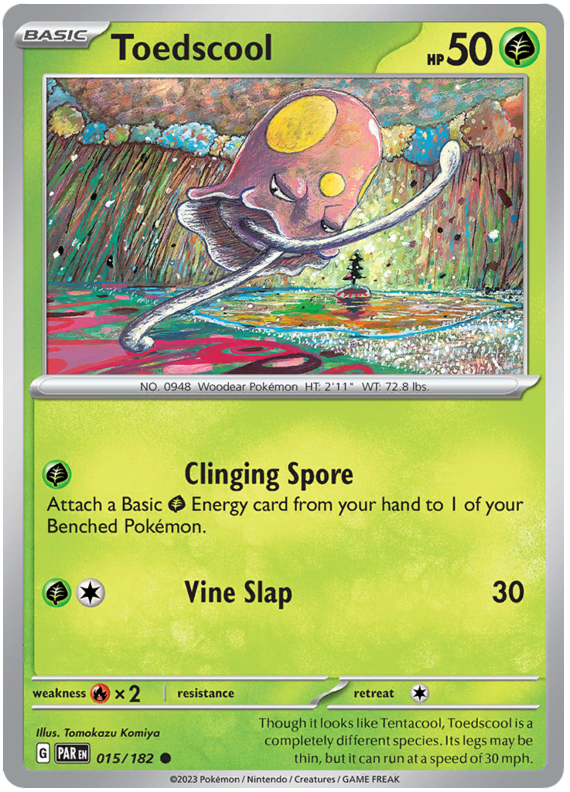 BASIC
Toedscool
HP 50
NO. 0948 Woodear Pokémon HT: 2'11" WT: 72.8 lbs.
Clinging Spore
Attach a Basic Energy card from your hand to 1 of your
Benched Pokémon.
Vine Slap 30
weakness ×2 resistance retreat
Illus. Tomokazu Komiya
G PAR EN 015/182
Though it looks like Tentacool, Toedscool is a
completely different species. Its legs may be
thin, but it can run at a speed of 30 mph.
©2023 Pokémon / Nintendo / Creatures / GAME FREAK